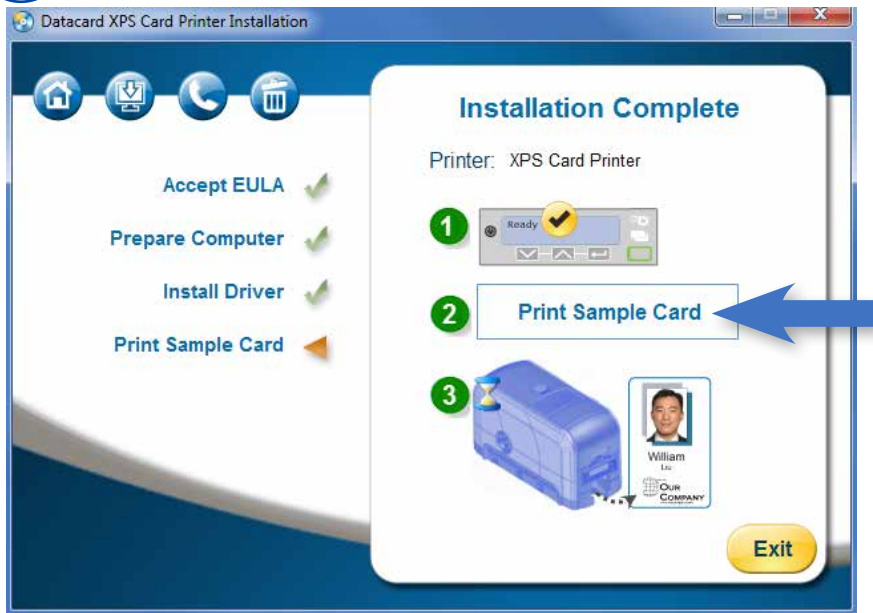 Datacard XPS Card Printer Installation
Accept EULA
Prepare Computer
Install Driver
Print Sample Card
Installation Complete
Printer: XPS Card Printer
1
Ready
2
Print Sample Card
3
William
Liu
OUR
COMPANY
Exit